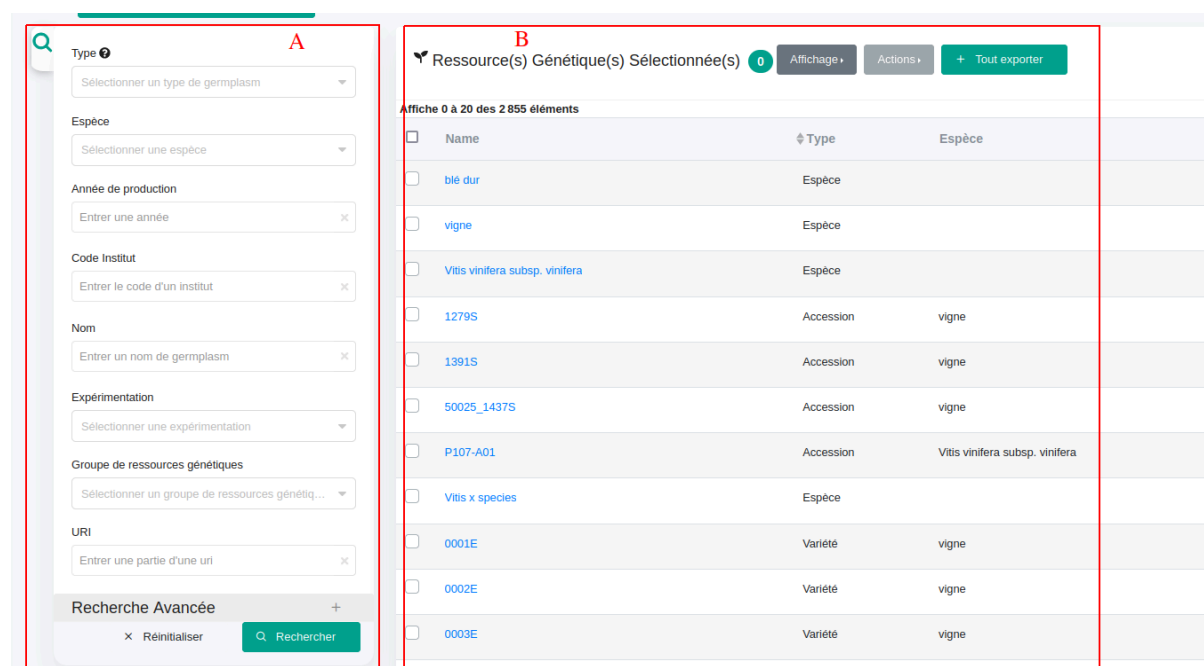 A
Type
Sélectionner un type de germplasm
Espèce
Sélectionner une espèce
Année de production
Entrer une année
Code Institut
Entrer le code d'un institut
Nom
Entrer un nom de germplasm
Expérimentation
Sélectionner une expérimentation
Groupe de ressources génétiques
Sélectionner un groupe de ressources génétiq...
URI
Entrer une partie d'une uri
Recherche Avancée +
× Réinitialiser Rechercher
B
Ressource(s) Génétique(s) Sélectionnée(s) 0 Affichage Actions + Tout exporter
Affiche 0 à 20 des 2 855 éléments
Name Type Espèce
blé dur Espèce
vigne Espèce
Vitis vinifera subsp. vinifera Espèce
1279S Accession vigne
1391S Accession vigne
50025_1437S Accession vigne
P107-A01 Accession Vitis vinifera subsp. vinifera
Vitis x species Espèce
0001E Variété vigne
0002E Variété vigne
0003E Variété vigne